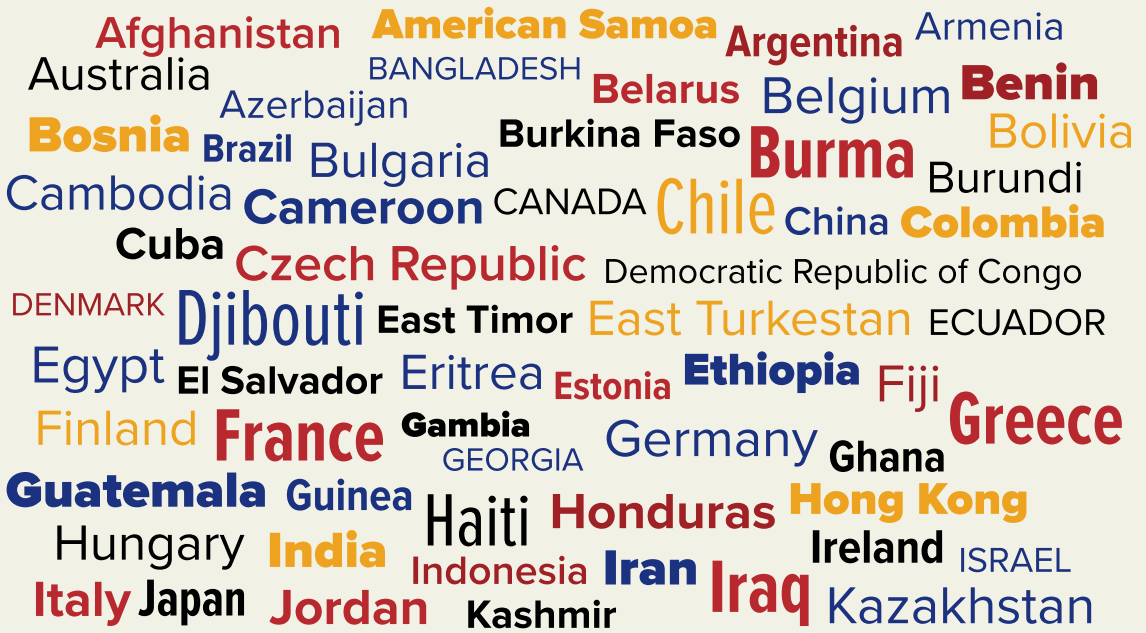 Afghanistan American Samoa Argentina Armenia
Australia BANGLADESH Belarus Belgium Benin
Azerbaijan
Bosnia Brazil Bulgaria Burkina Faso Burma Bolivia
Cambodia Cameroon CANADA Chile China Burundi Colombia
Cuba Czech Republic Democratic Republic of Congo
DENMARK Djibouti East Timor East Turkestan ECUADOR
Egypt El Salvador Eritrea Estonia Ethiopia Fiji
Finland France Gambia Germany Ghana Greece
GEORGIA
Guatemala Guinea Haiti Honduras Hong Kong
Hungary India Indonesia Iran Iraq Ireland ISRAEL
Italy Japan Jordan Kashmir Kazakhstan